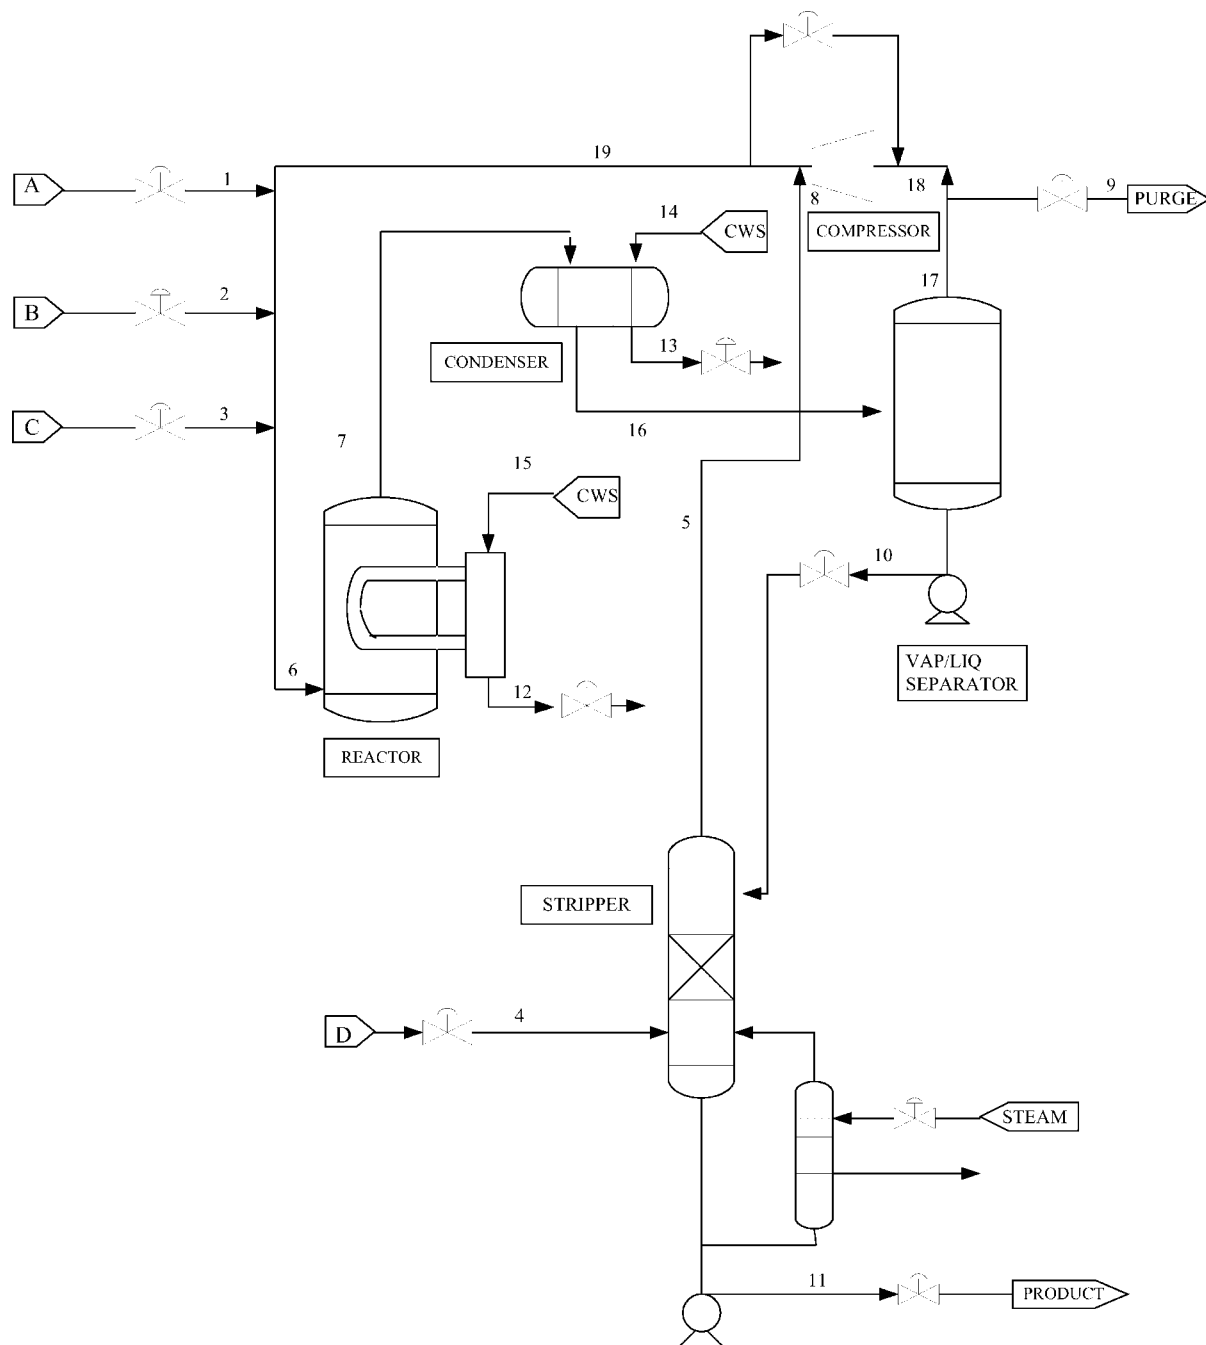 19
A
1
8
18
9
PURGE
14
CWS
COMPRESSOR
B
2
17
13
CONDENSER
C
3
7
16
15
CWS
5
10
6
12
VAP/LIQ
SEPARATOR
REACTOR
STRIPPER
D
4
STEAM
11
PRODUCT